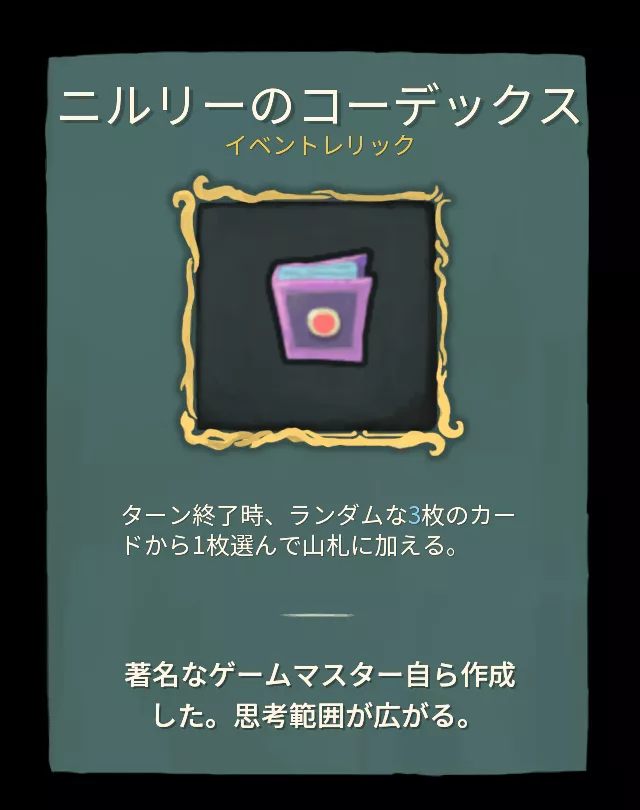 ニルリーのコーデックス
イベントレリック
ターン終了時、ランダムな3枚のカー
ドから1枚選んで山札に加える。
著名なゲームマスター自ら作成
した。思考範囲が広がる。